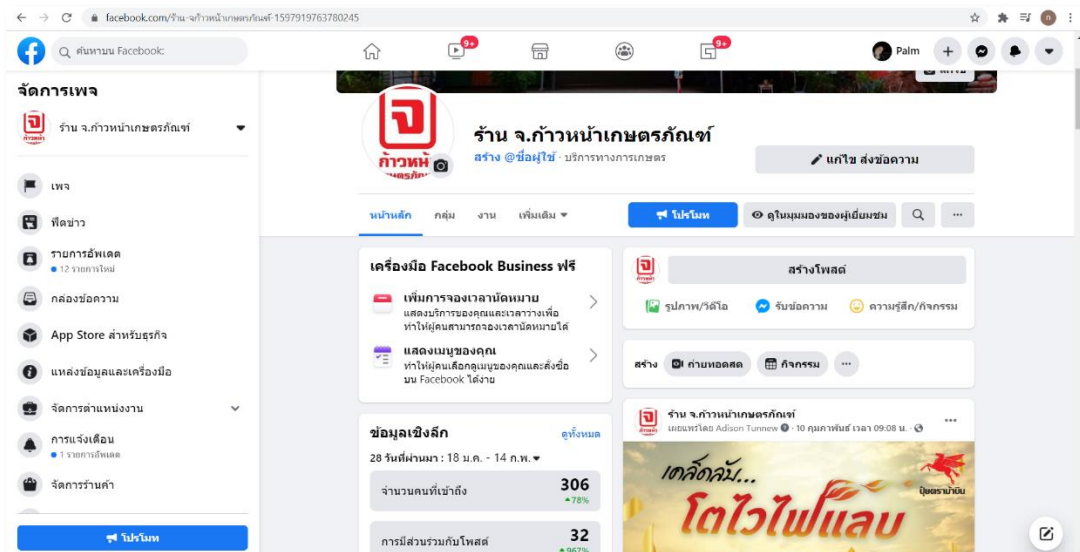 facebook.com/ร้าน-จก้าวหน้าเกษตรภัณฑ์-1597919763780245
ค้นหาบน Facebook:
9+
9+
Palm
จัดการเพจ
ร้าน จ.ก้าวหน้าเกษตรภัณฑ์
เพจ
ฟีดข่าว
รายการอัพเดต
12 รายการใหม่
กล่องข้อความ
App Store สำหรับธุรกิจ
แหล่งข้อมูลและเครื่องมือ
จัดการตำแหน่งงาน
การแจ้งเตือน
1 รายการอัพเดต
จัดการร้านค้า
โปรโมท
จ
ก้าวหน้า
ร้าน จ.ก้าวหน้าเกษตรภัณฑ์
สร้าง @ชื่อผู้ใช้ · บริการทางการเกษตร
แก้ไข ส่งข้อความ
หน้าหลัก กลุ่ม งาน เพิ่มเติม
โปรโมท
ดูในมุมมองของผู้เยี่ยมชม
เครื่องมือ Facebook Business ฟรี
เพิ่มการจองเวลานัดหมาย
แสดงบริการของคุณและเวลาว่างเพื่อ
ทำให้ผู้คนสามารถจองเวลานัดหมายได้
แสดงเมนูของคุณ
ทำให้ผู้คนเลือกดูเมนูของคุณและสั่งซื้อ
บน Facebook ได้ง่าย
ข้อมูลเชิงลึก ดูทั้งหมด
28 วันที่ผ่านมา : 18 ม.ค. - 14 ก.พ.
จำนวนคนที่เข้าถึง 306
78%
การมีส่วนร่วมกับโพสต์ 32
967%
สร้างโพสต์
รูปภาพ/วิดีโอ รับข้อความ ความรู้สึก/กิจกรรม
สร้าง ถ่ายทอดสด กิจกรรม
ร้าน จ.ก้าวหน้าเกษตรภัณฑ์
เผยแพร่โดย Adison Tunnew · 10 กุมภาพันธ์ เวลา 09:08 น. ·
เคล็ดลับ...
โตไวไฟแลบ
ปุ๋ยตราม้าบิน